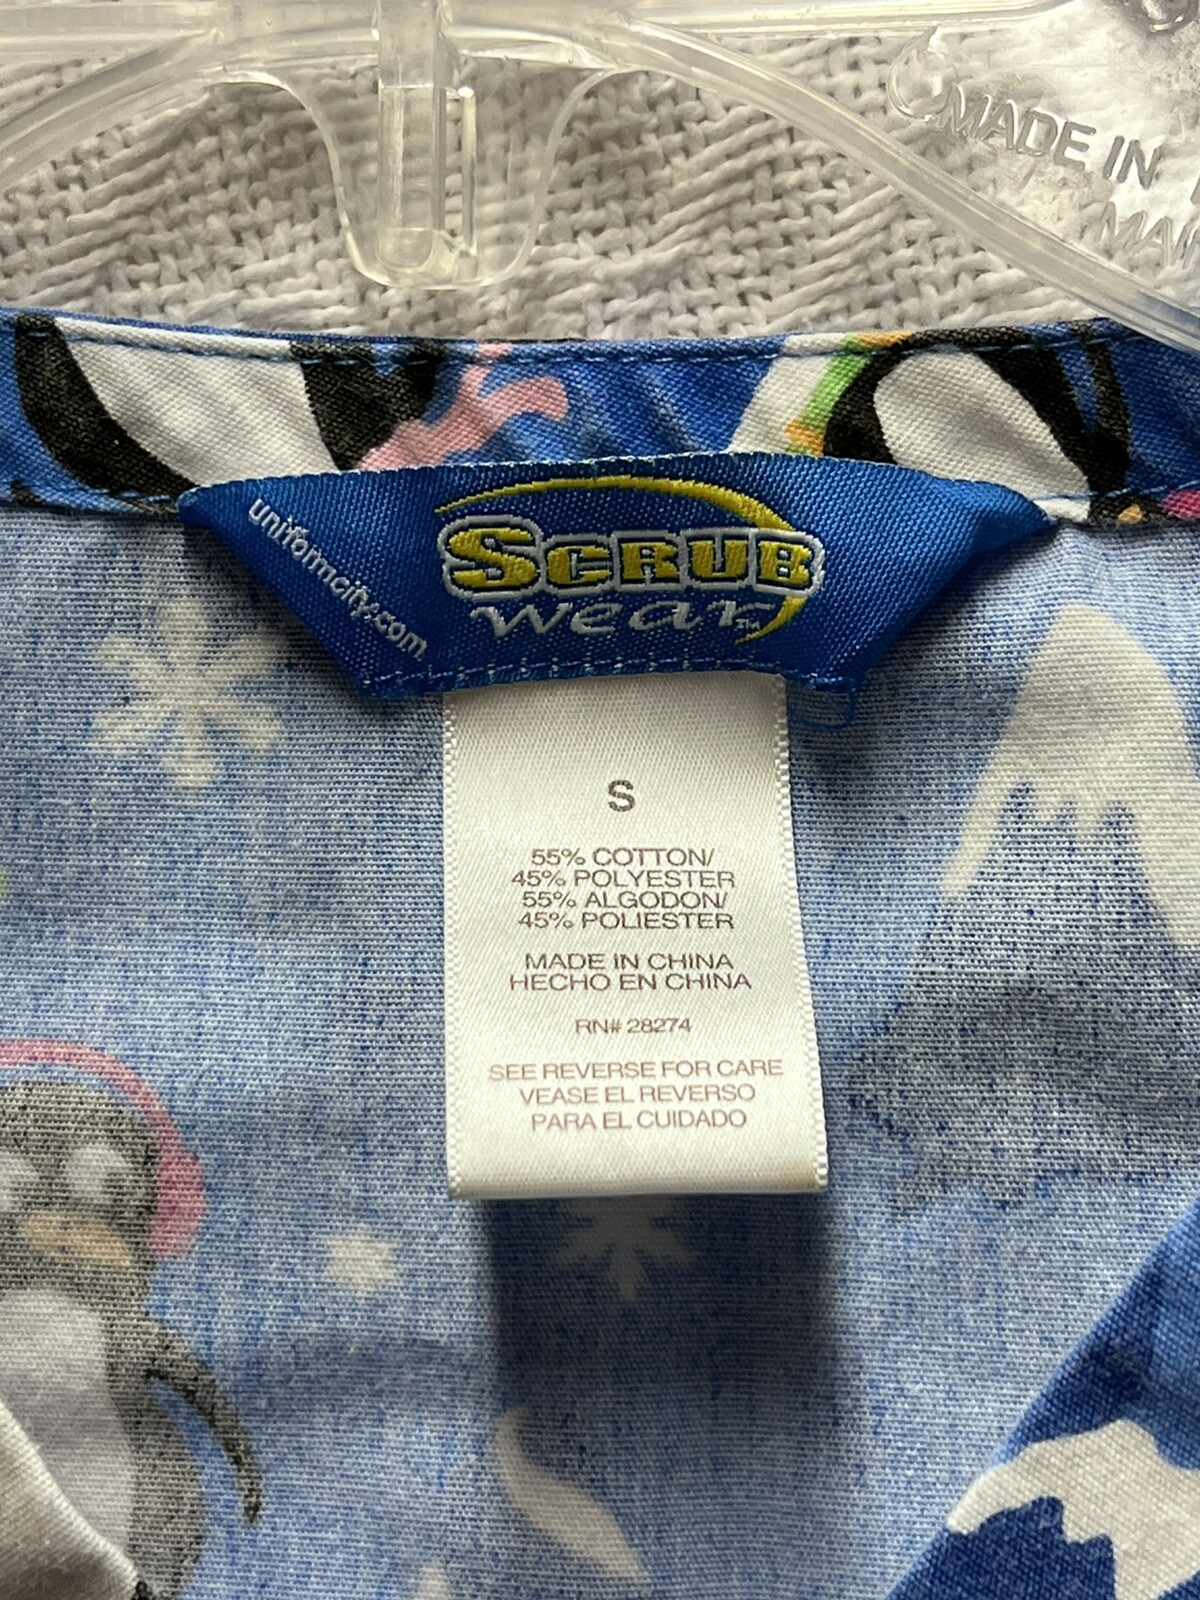 MADE IN
uniformcity.com
SCRUB
wear™
S
55% COTTON/
45% POLYESTER
55% ALGODON/
45% POLIESTER
MADE IN CHINA
HECHO EN CHINA
RN# 28274
SEE REVERSE FOR CARE
VEASE EL REVERSO
PARA EL CUIDADO